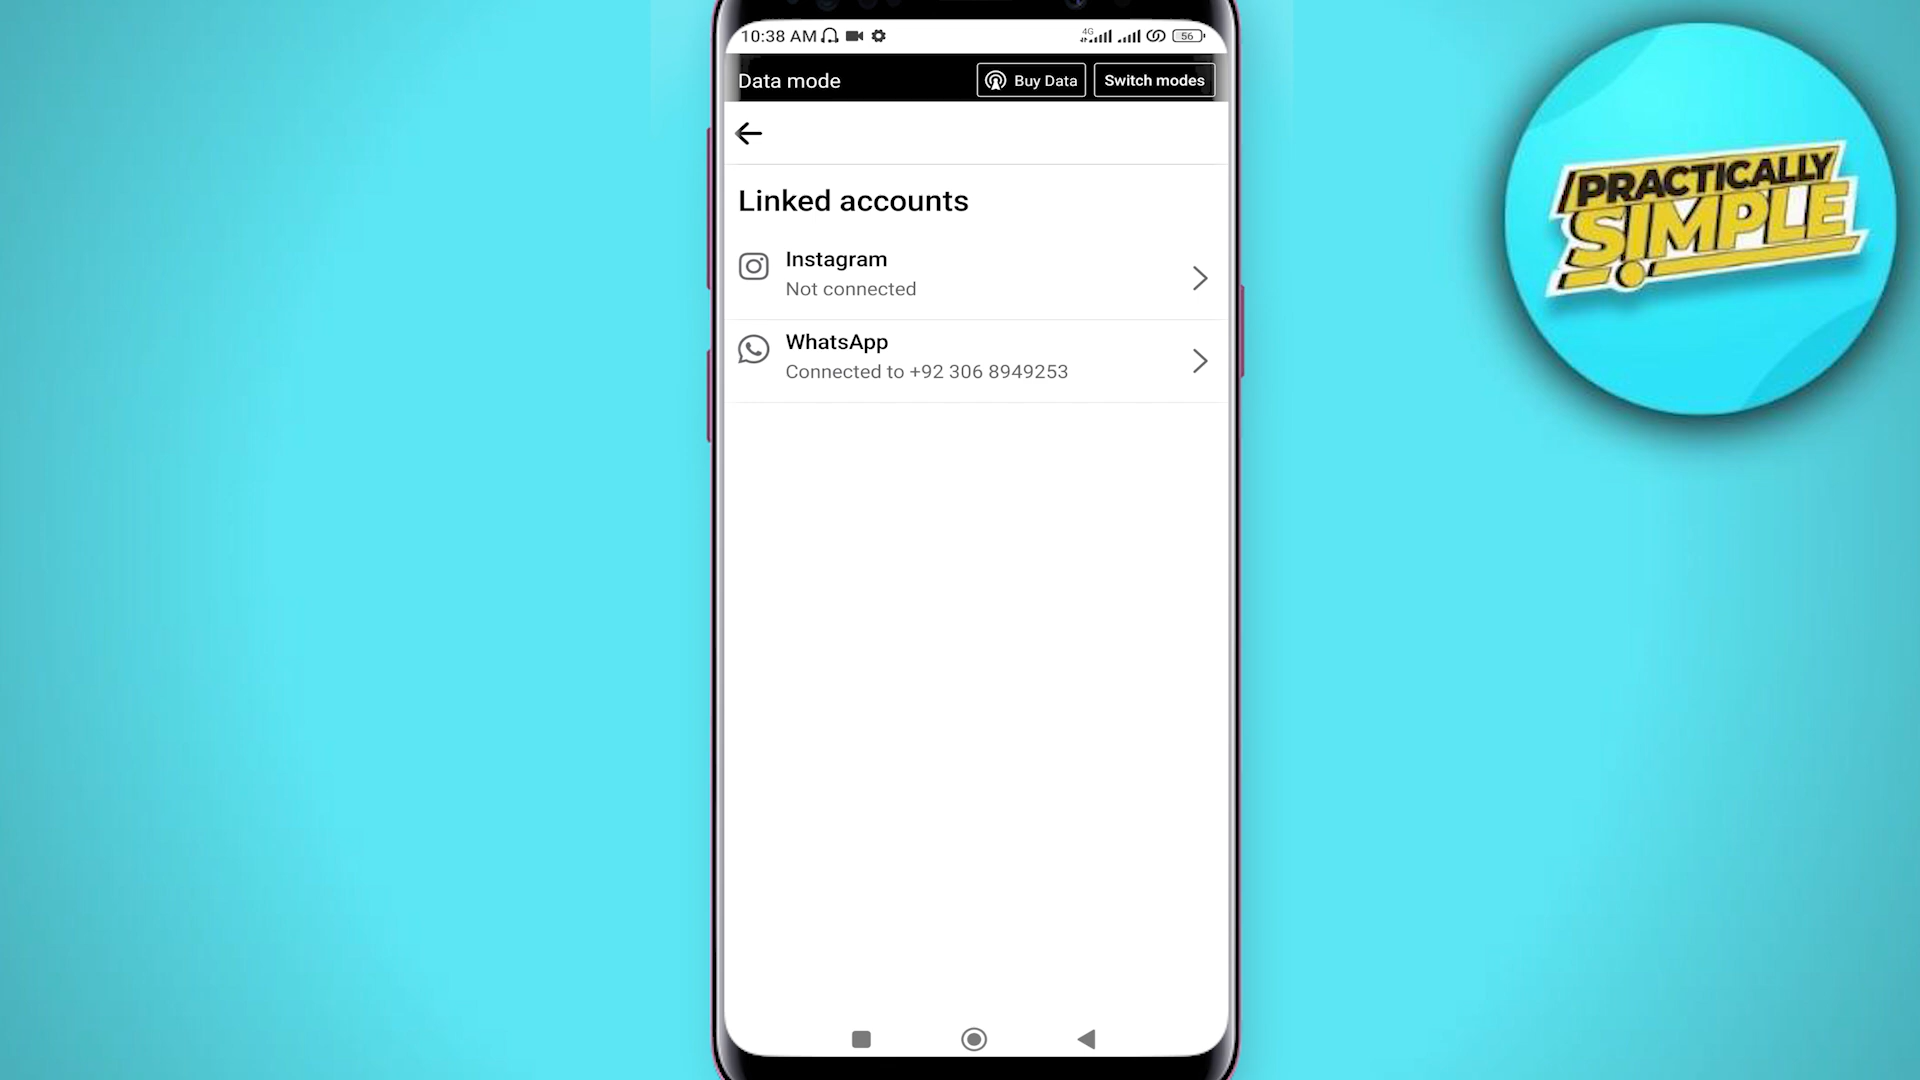 10:38 AM
4G
56
Data mode
Buy Data
Switch modes
Linked accounts
Instagram
Not connected
WhatsApp
Connected to +92 306 8949253
PRACTICALLY
SIMPLE